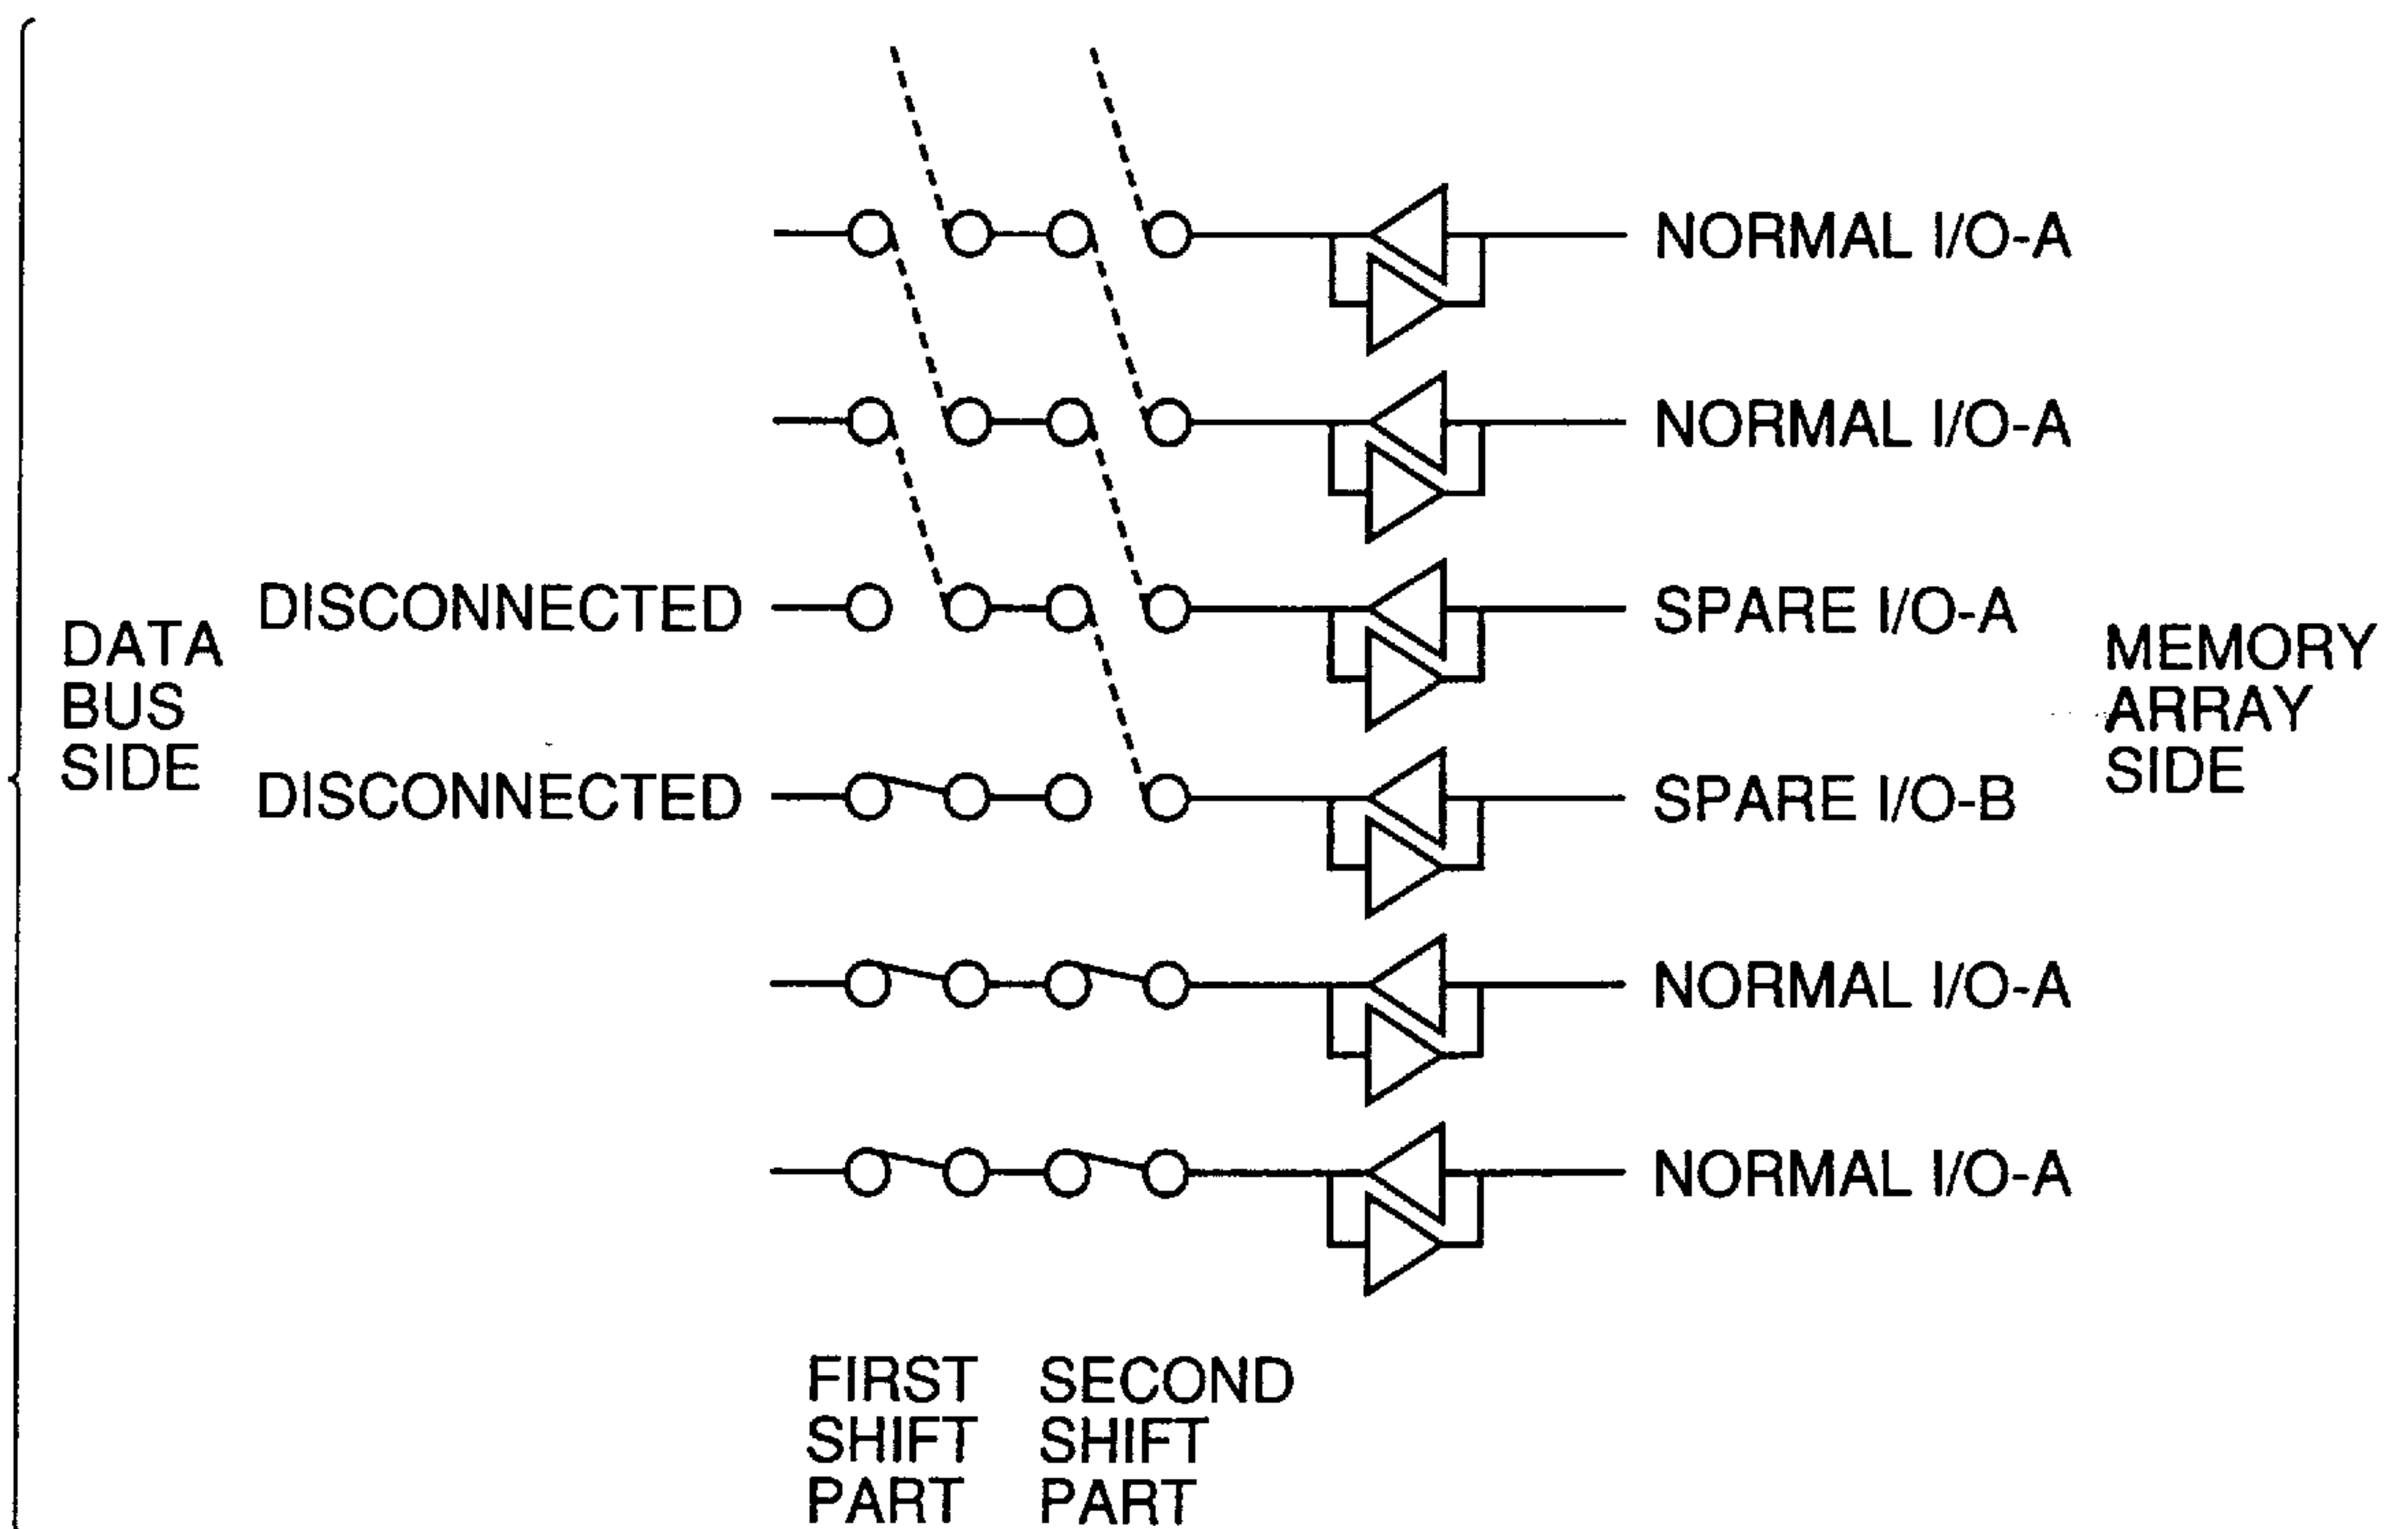 NORMAL I/O-A
NORMAL I/O-A
DISCONNECTED
SPARE I/O-A
DATA
BUS
SIDE
MEMORY
ARRAY
SIDE
DISCONNECTED
SPARE I/O-B
NORMAL I/O-A
NORMAL I/O-A
FIRST
SHIFT
PART
SECOND
SHIFT
PART